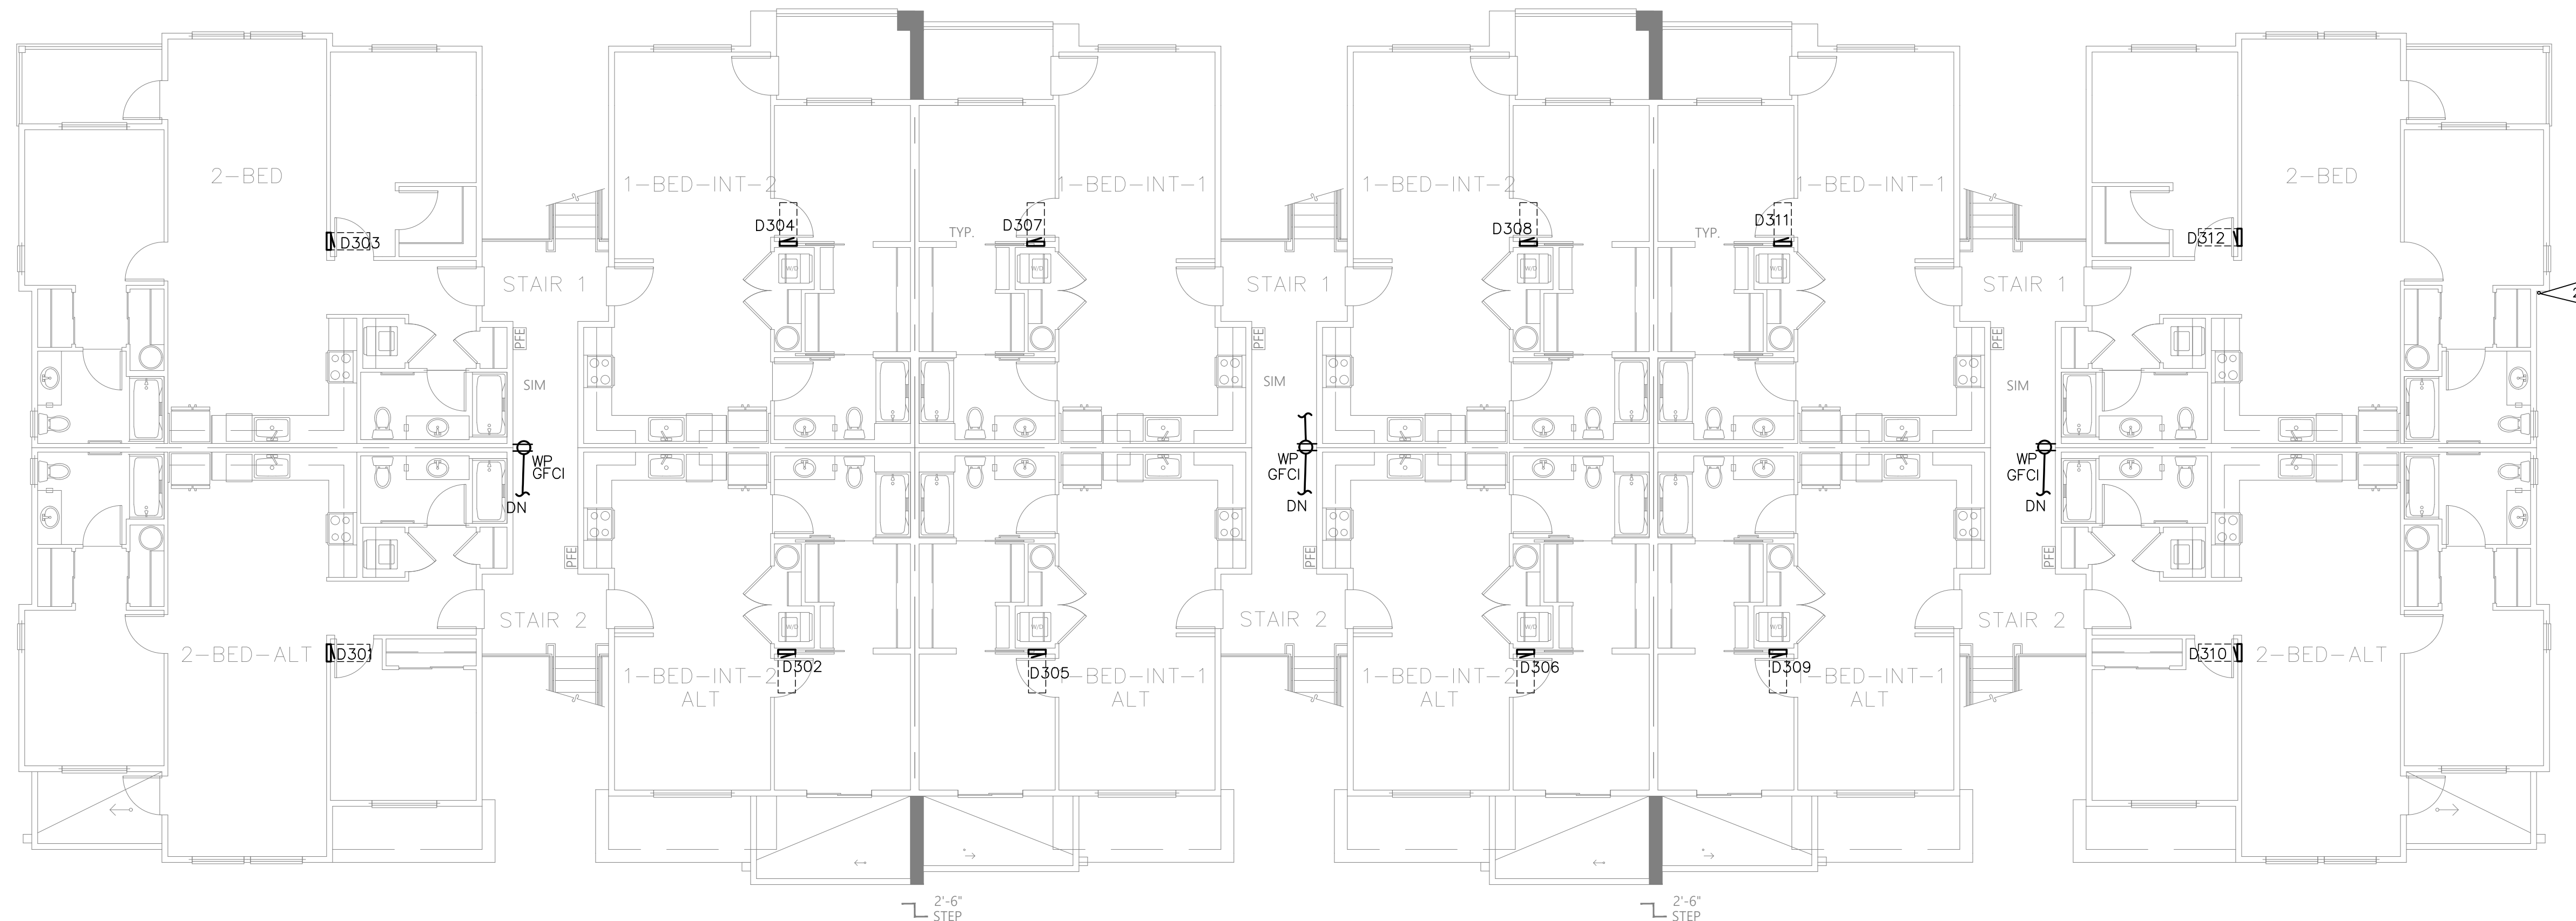 2-BED
2-BED
1-BED-INT-2
1-BED-INT-1
1-BED-INT-2
1-BED-INT-1
D304
D307
D308
D311
TYP.
TYP.
D303
D312
W/D
W/D
W/D
W/D
STAIR 1
STAIR 1
STAIR 1
2
PFE
PFE
PFE
SIM
SIM
SIM
WP
GFCI
DN
WP
GFCI
DN
WP
GFCI
DN
PFE
PFE
PFE
STAIR 2
STAIR 2
STAIR 2
W/D
W/D
W/D
W/D
2-BED-ALT
D301
D302
D305
D306
D309
D310
2-BED-ALT
1-BED-INT-2
ALT
1-BED-INT-1
ALT
1-BED-INT-2
ALT
1-BED-INT-1
ALT
2'-6"
STEP
2'-6"
STEP